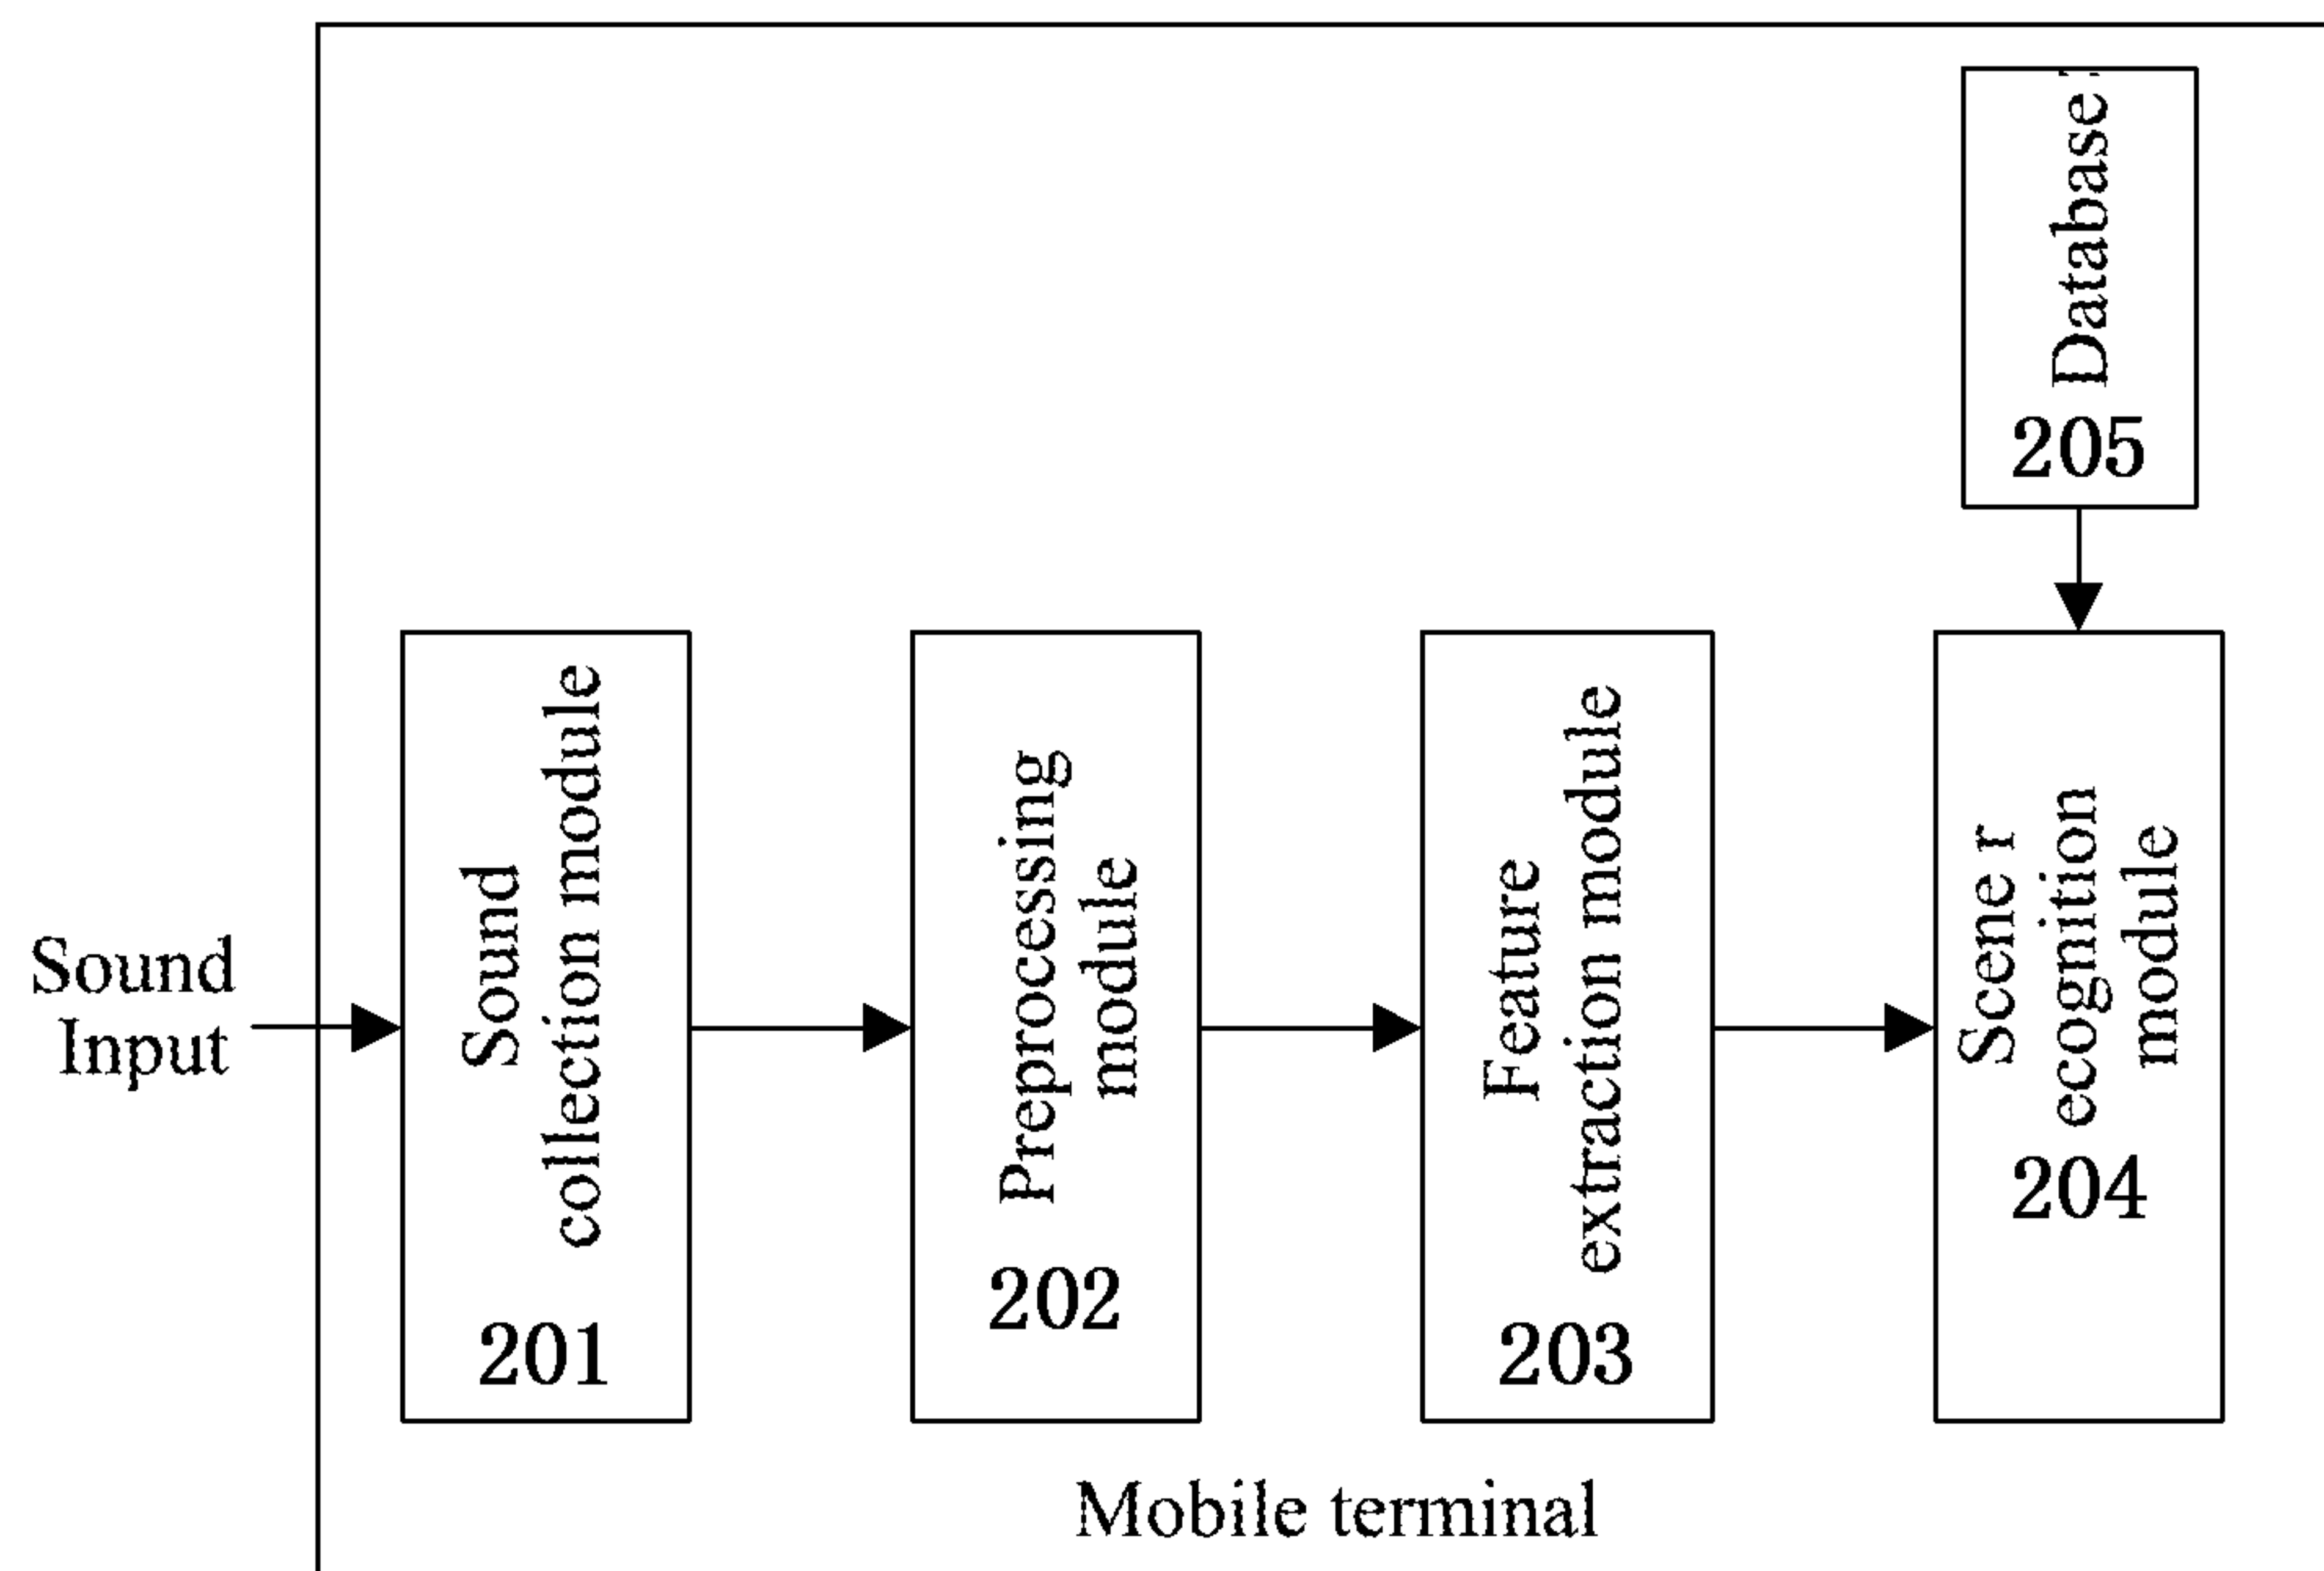 Database
205
Sound
Input
Sound
collection module
201
Preprocessing
module
202
Feature
extraction module
203
Scene r
ecognition
module
204
Mobile terminal